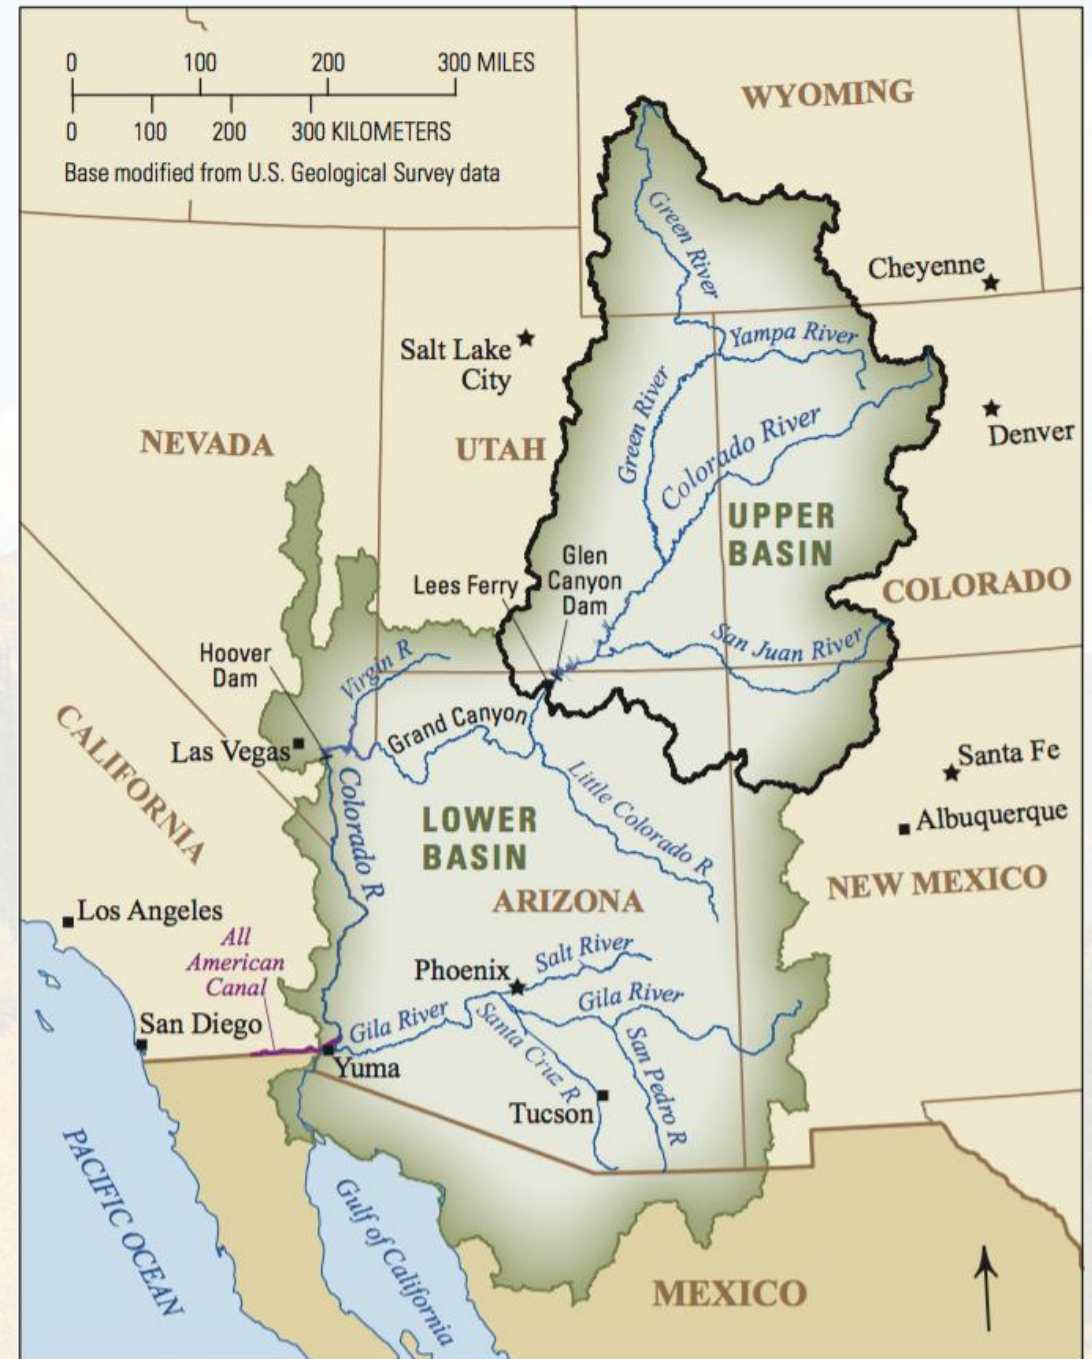 0 100 200 300 MILES
0 100 200 300 KILOMETERS
Base modified from U.S. Geological Survey data
WYOMING
Green River
Cheyenne
Yampa River
Salt Lake
City
Green River
Colorado River
Denver
NEVADA
UTAH
UPPER
BASIN
Glen
Canyon
Dam
Lees Ferry
COLORADO
San Juan River
Hoover
Dam
Virgin R
Grand Canyon
Las Vegas
CALIFORNIA
Colorado R
Little Colorado R
Santa Fe
Albuquerque
LOWER
BASIN
ARIZONA
NEW MEXICO
Los Angeles
All
American
Canal
Phoenix
Salt River
Gila River
Gila River
San Diego
Santa Cruz R
San Pedro R
Yuma
Tucson
PACIFIC OCEAN
Gulf of California
MEXICO